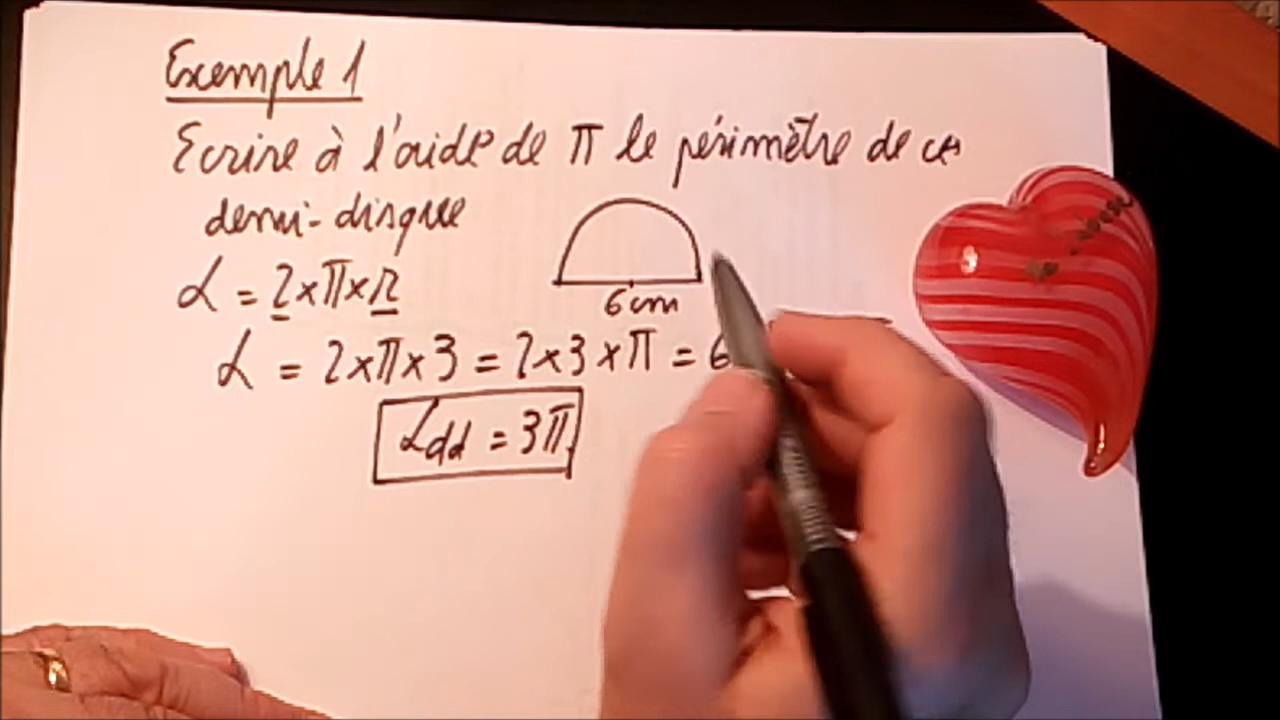 Exemple 1
Ecrire à l'aide de π le périmètre de ce
demi-disque
6cm
L = 2×π×r
L = 2×π×3 = 2×3×π = 6
Ldd = 3π